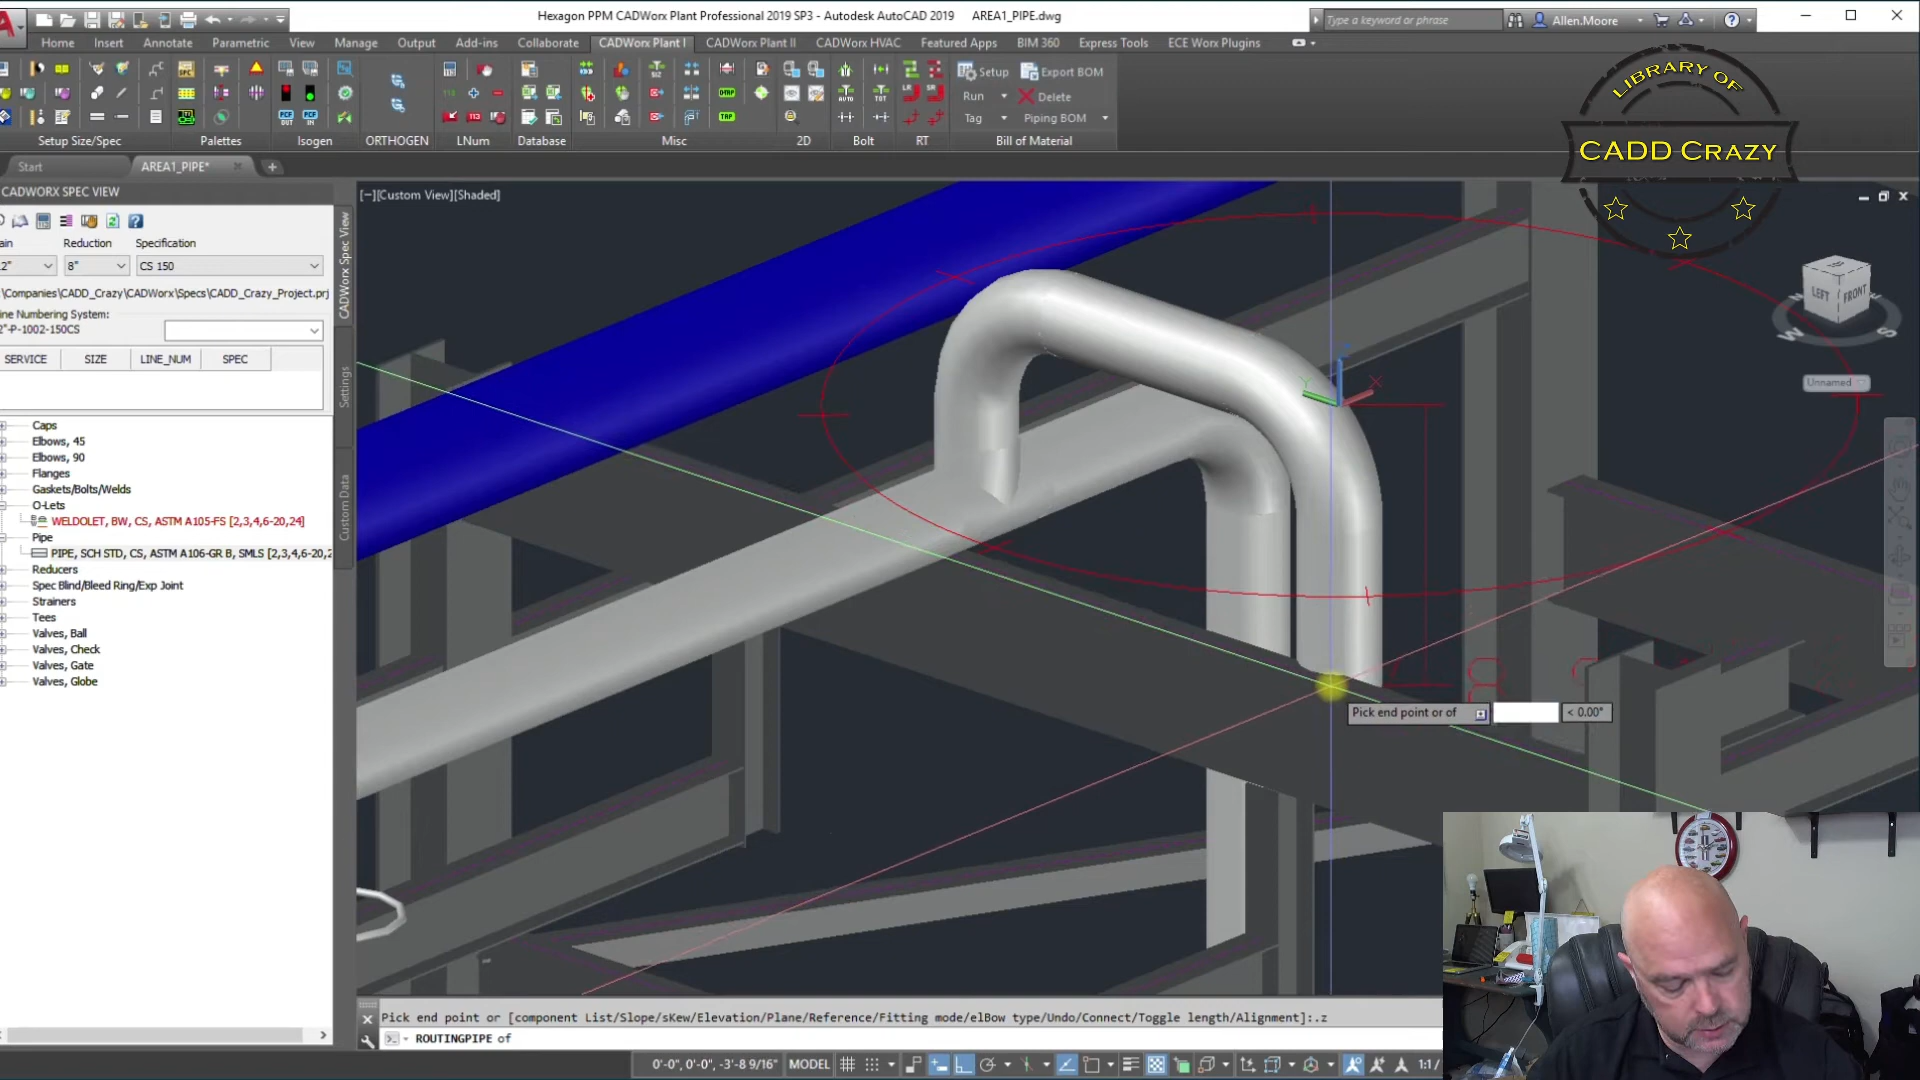 Hexagon PPM CADWorx Plant Professional 2019 SP3 - Autodesk AutoCAD 2019 AREA1_PIPE.dwg
Type a keyword or phrase
Allen.Moore
Home Insert Annotate Parametric View Manage Output Add-ins Collaborate CADWorx Plant I CADWorx Plant II CADWorx HVAC Featured Apps BIM 360 Express Tools ECE Worx Plugins
Setup Export BOM
Run Delete
Tag Piping BOM
Setup Size/Spec Palettes Isogen ORTHOGEN LNum Database Misc 2D Bolt RT Bill of Material
LIBRARY OF
CADD CRAZY
Start AREA1_PIPE*
CADWORX SPEC VIEW
[−][Custom View][Shaded]
ain Reduction Specification
2" 8" CS 150
\Companies\CADD_Crazy\CADWorx\Specs\CADD_Crazy_Project.prj
ine Numbering System:
2"-P-1002-150CS
SERVICE SIZE LINE_NUM SPEC
CADWorx Spec View
Settings
Custom Data
Caps
Elbows, 45
Elbows, 90
Flanges
Gaskets/Bolts/Welds
O-Lets
WELDOLET, BW, CS, ASTM A105-FS [2,3,4,6-20,24]
Pipe
PIPE, SCH STD, CS, ASTM A106-GR B, SMLS [2,3,4,6-20,2
Reducers
Spec Blind/Bleed Ring/Exp Joint
Strainers
Tees
Valves, Ball
Valves, Check
Valves, Gate
Valves, Globe
LEFT FRONT
W S
Unnamed
X
Y
Pick end point or of < 0.00°
Pick end point or [component List/Slope/sKew/Elevation/Plane/Reference/Fitting mode/elBow type/Undo/Connect/Toggle length/Alignment]:.z
ROUTINGPIPE of
0'-0", 0'-0", -3'-8 9/16" MODEL 1:1 /